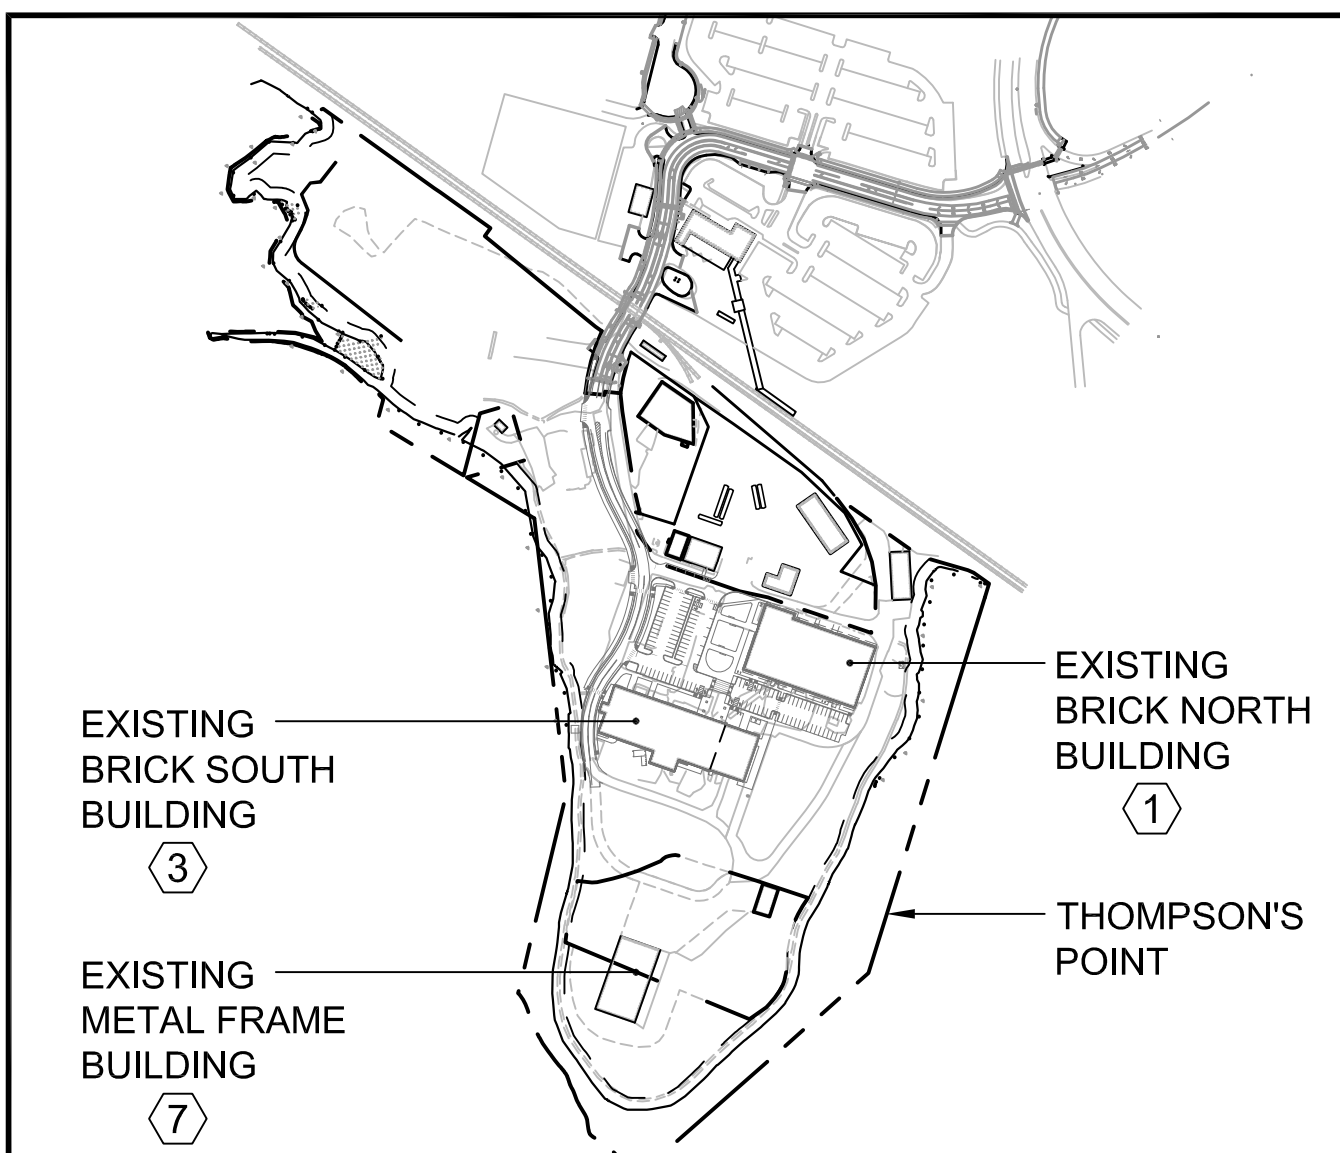 EXISTING
BRICK NORTH
BUILDING
1
EXISTING
BRICK SOUTH
BUILDING
3
THOMPSON'S
POINT
EXISTING
METAL FRAME
BUILDING
7